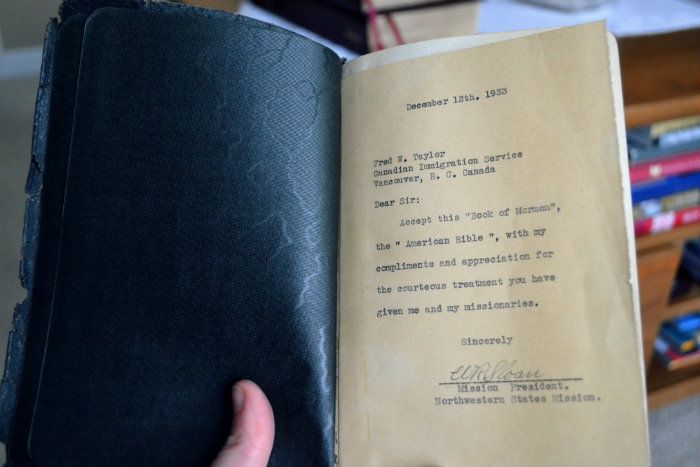 December 12th. 1933
Fred W. Taylor
Canadian Immigration Service
Vancouver, B. C. Canada
Dear Sir:
Accept this "Book of Mormon",
the " American Bible ", with my
compliments and appreciation for
the courteous treatment you have
given me and my missionaries.
Sincerely
W R Sloan
Mission President.
Northwestern States Mission.